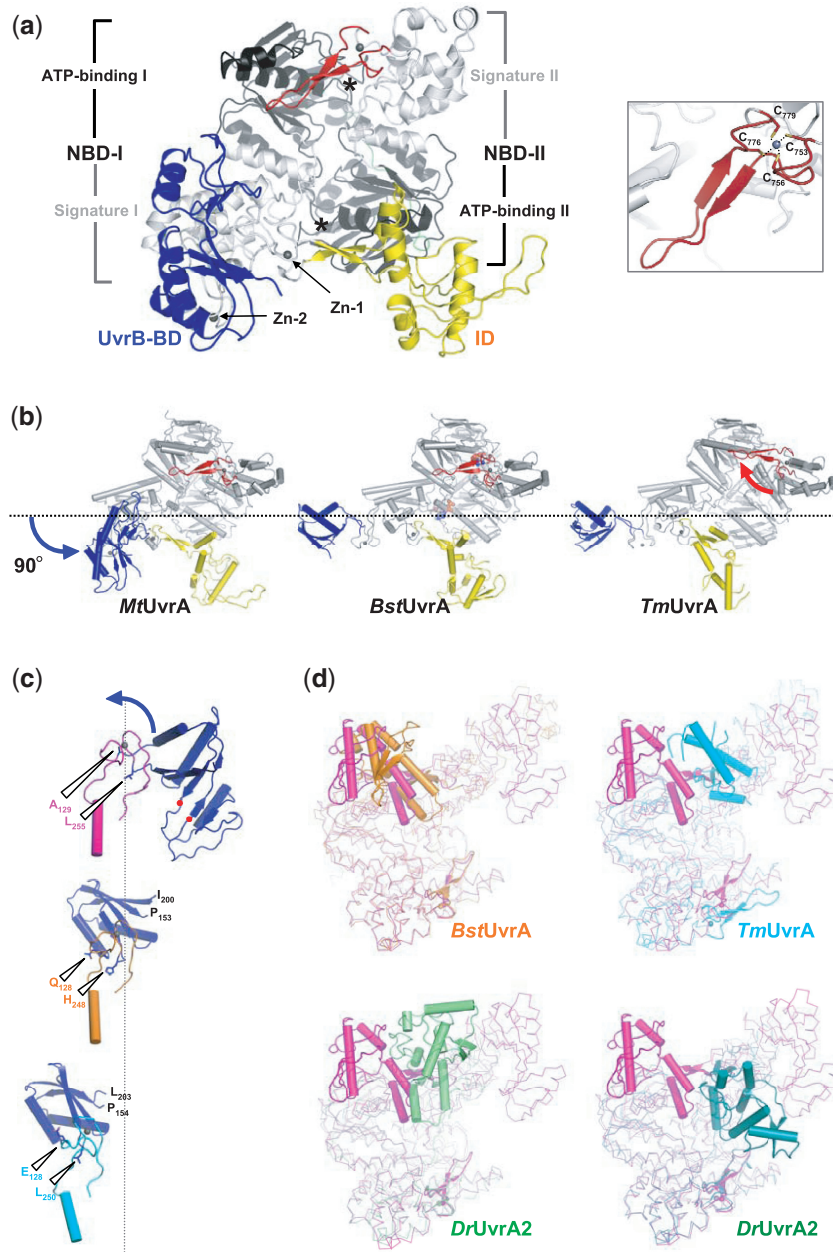 (a)
ATP-binding I
NBD-I
Signature I
UvrB-BD
Zn-2
Zn-1
*
*
Signature II
NBD-II
ATP-binding II
ID
C779
C776
C753
C756
(b)
90°
MtUvrA
BstUvrA
TmUvrA
(c)
A129
L255
I200
P153
Q128
H248
L203
P154
E128
L250
(d)
BstUvrA
TmUvrA
DrUvrA2
DrUvrA2